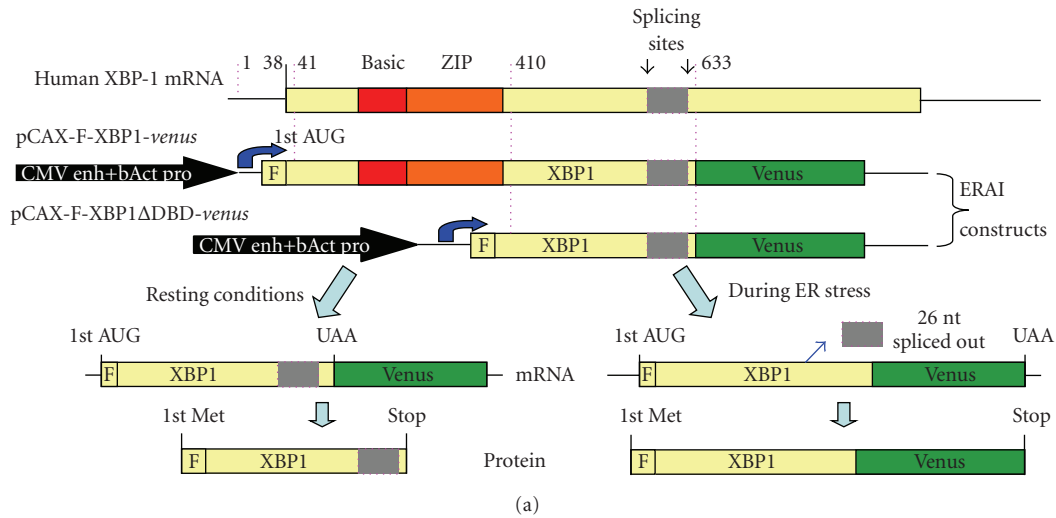 Splicing
sites
1 38 41 Basic ZIP 410 633
Human XBP-1 mRNA
pCAX-F-XBP1-venus
1st AUG
CMV enh+bAct pro F XBP1 Venus
pCAX-F-XBP1ΔDBD-venus
CMV enh+bAct pro F XBP1 Venus
ERAI
constructs
Resting conditions
During ER stress
1st AUG UAA
F XBP1 Venus
mRNA
1st AUG
26 nt
spliced out
UAA
F XBP1 Venus
1st Met Stop
F XBP1
Protein
1st Met Stop
F XBP1 Venus
(a)